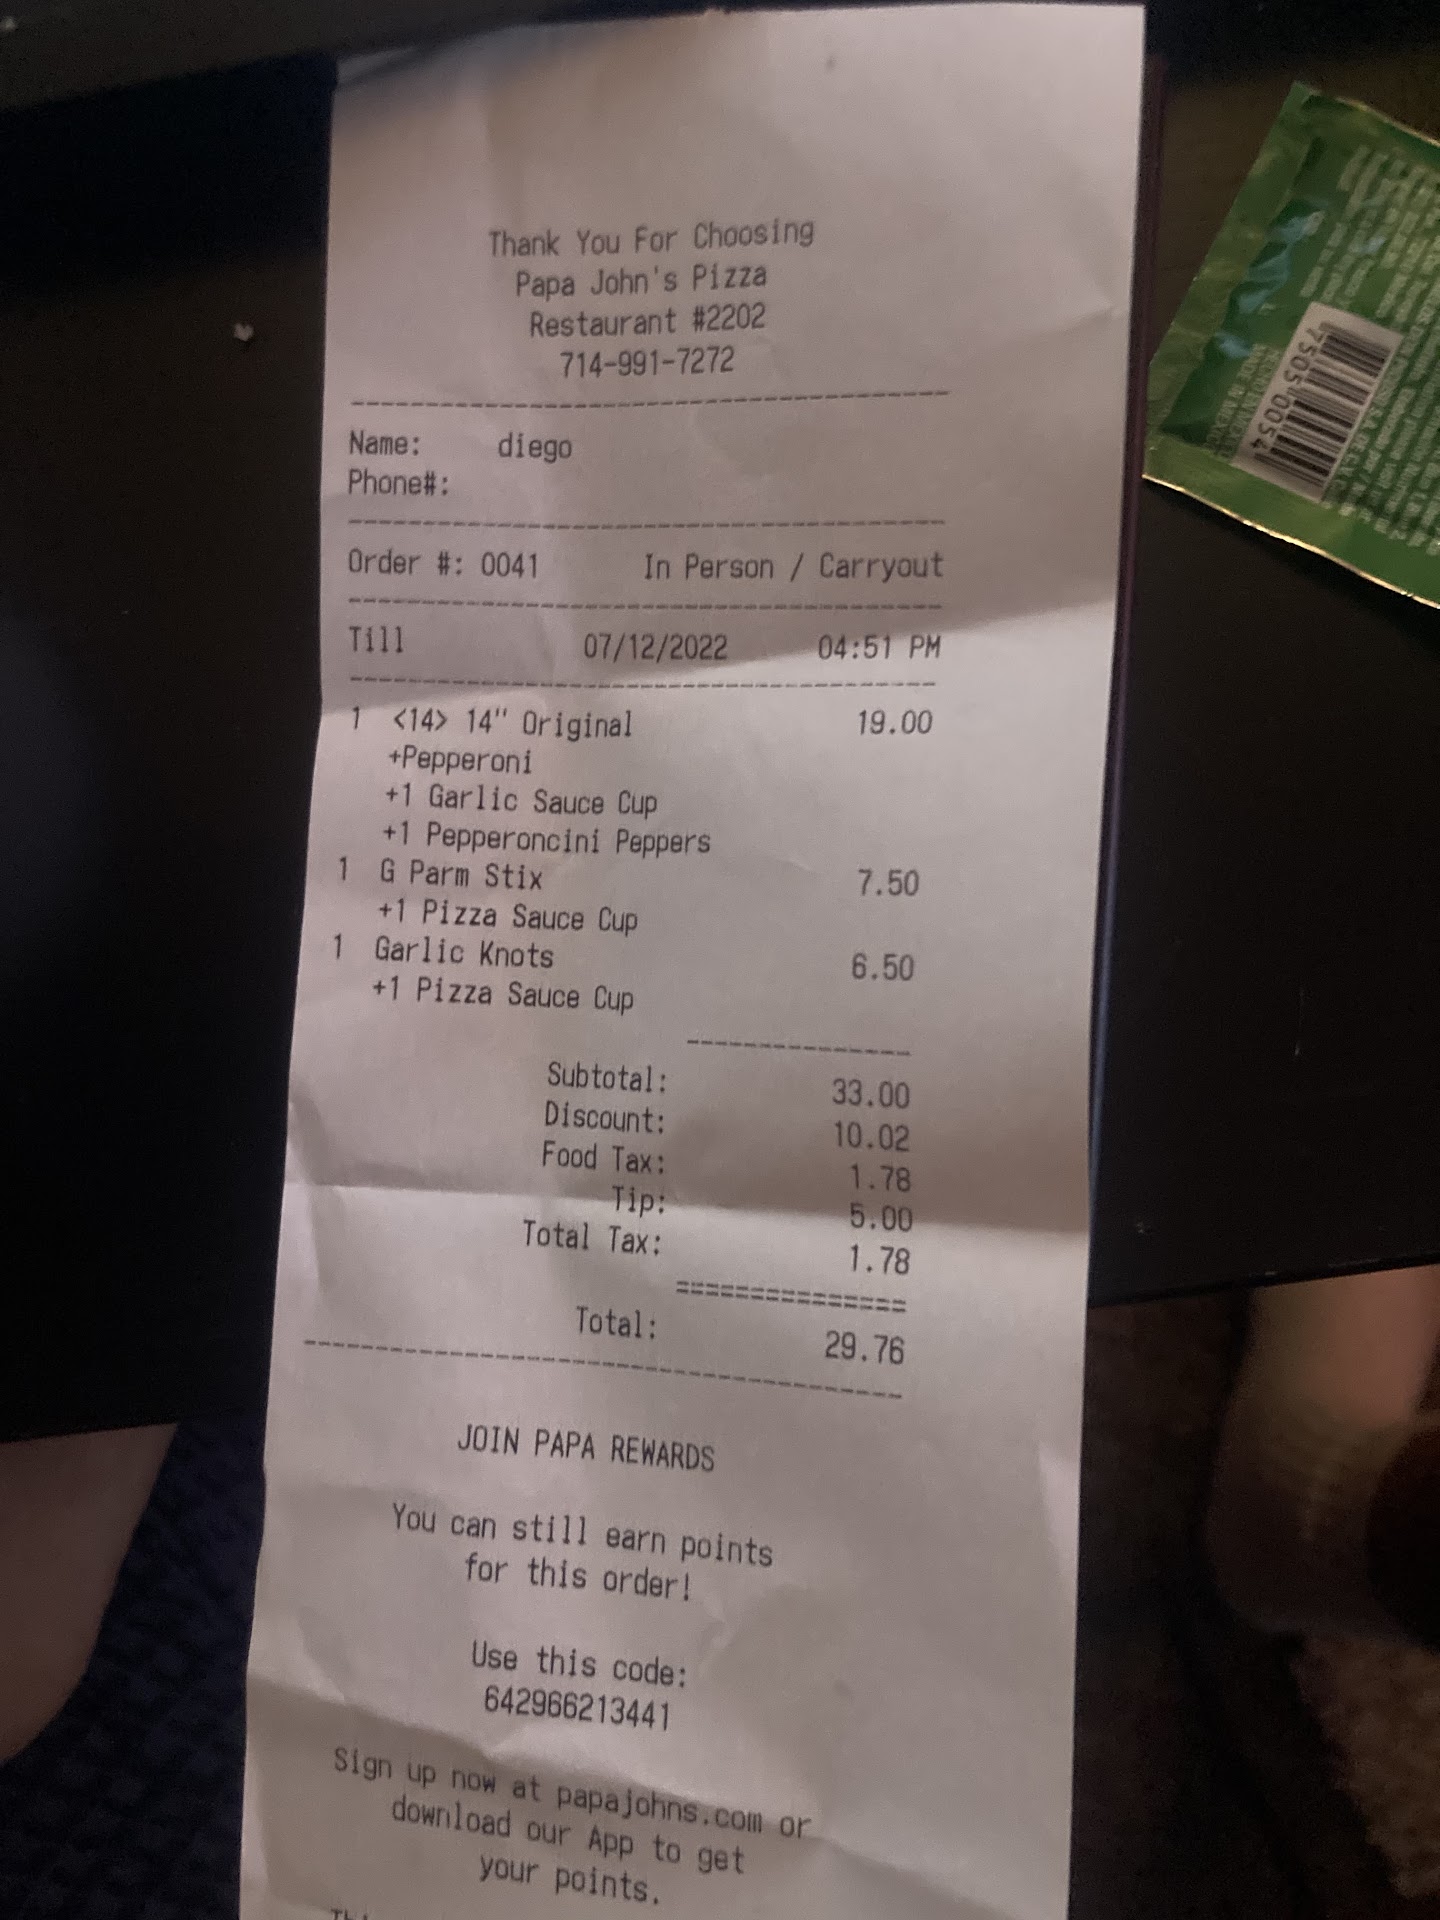 Thank You For Choosing
Papa John's Pizza
Restaurant #2202
714-991-7272
Name: diego
Phone#:
Order #: 0041 In Person / Carryout
Till 07/12/2022 04:51 PM
1 <14> 14" Original 19.00
+Pepperoni
+1 Garlic Sauce Cup
+1 Pepperoncini Peppers
1 G Parm Stix 7.50
+1 Pizza Sauce Cup
1 Garlic Knots 6.50
+1 Pizza Sauce Cup
Subtotal: 33.00
Discount: 10.02
Food Tax: 1.78
Tip: 5.00
Total Tax: 1.78
Total: 29.76
JOIN PAPA REWARDS
You can still earn points
for this order!
Use this code:
642966213441
Sign up now at papajohns.com or
download our App to get
your points.